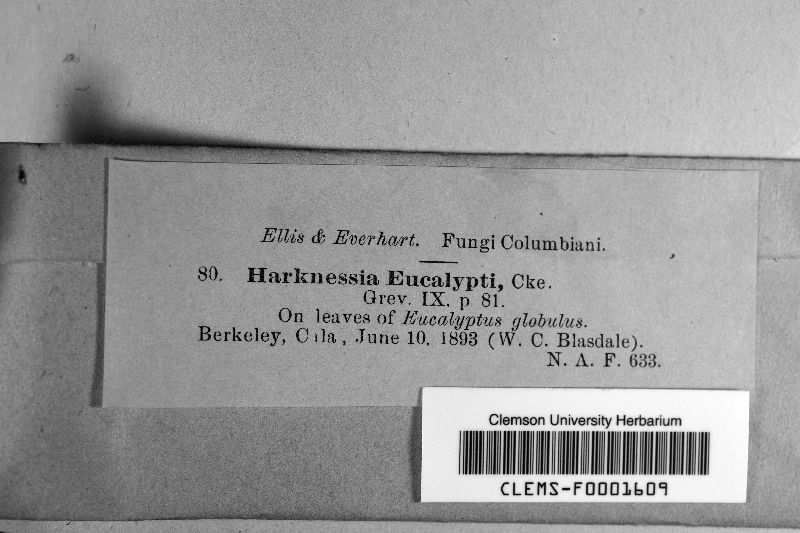 Ellis & Everhart. Fungi Columbiani.
80. Harknessia Eucalypti, Cke.
Grev. IX, p 81.
On leaves of Eucalyptus globulus.
Berkeley, Cala, June 10, 1893 (W. C. Blasdale).
N. A. F. 633.
Clemson University Herbarium
CLEMS-F0001609